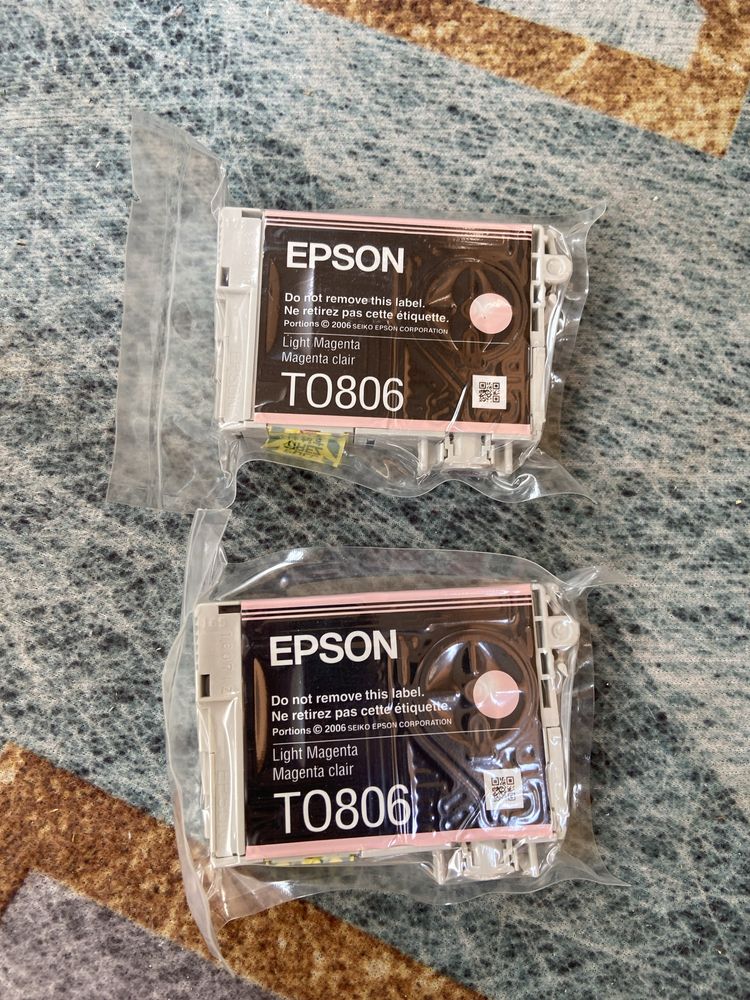 EPSON
Do not remove this label.
Ne retirez pas cette étiquette.
Portions © 2006 SEIKO EPSON CORPORATION
Light Magenta
Magenta clair
T0806
EPSON
Do not remove this label.
Ne retirez pas cette étiquette.
Portions © 2006 SEIKO EPSON CORPORATION
Light Magenta
Magenta clair
T0806